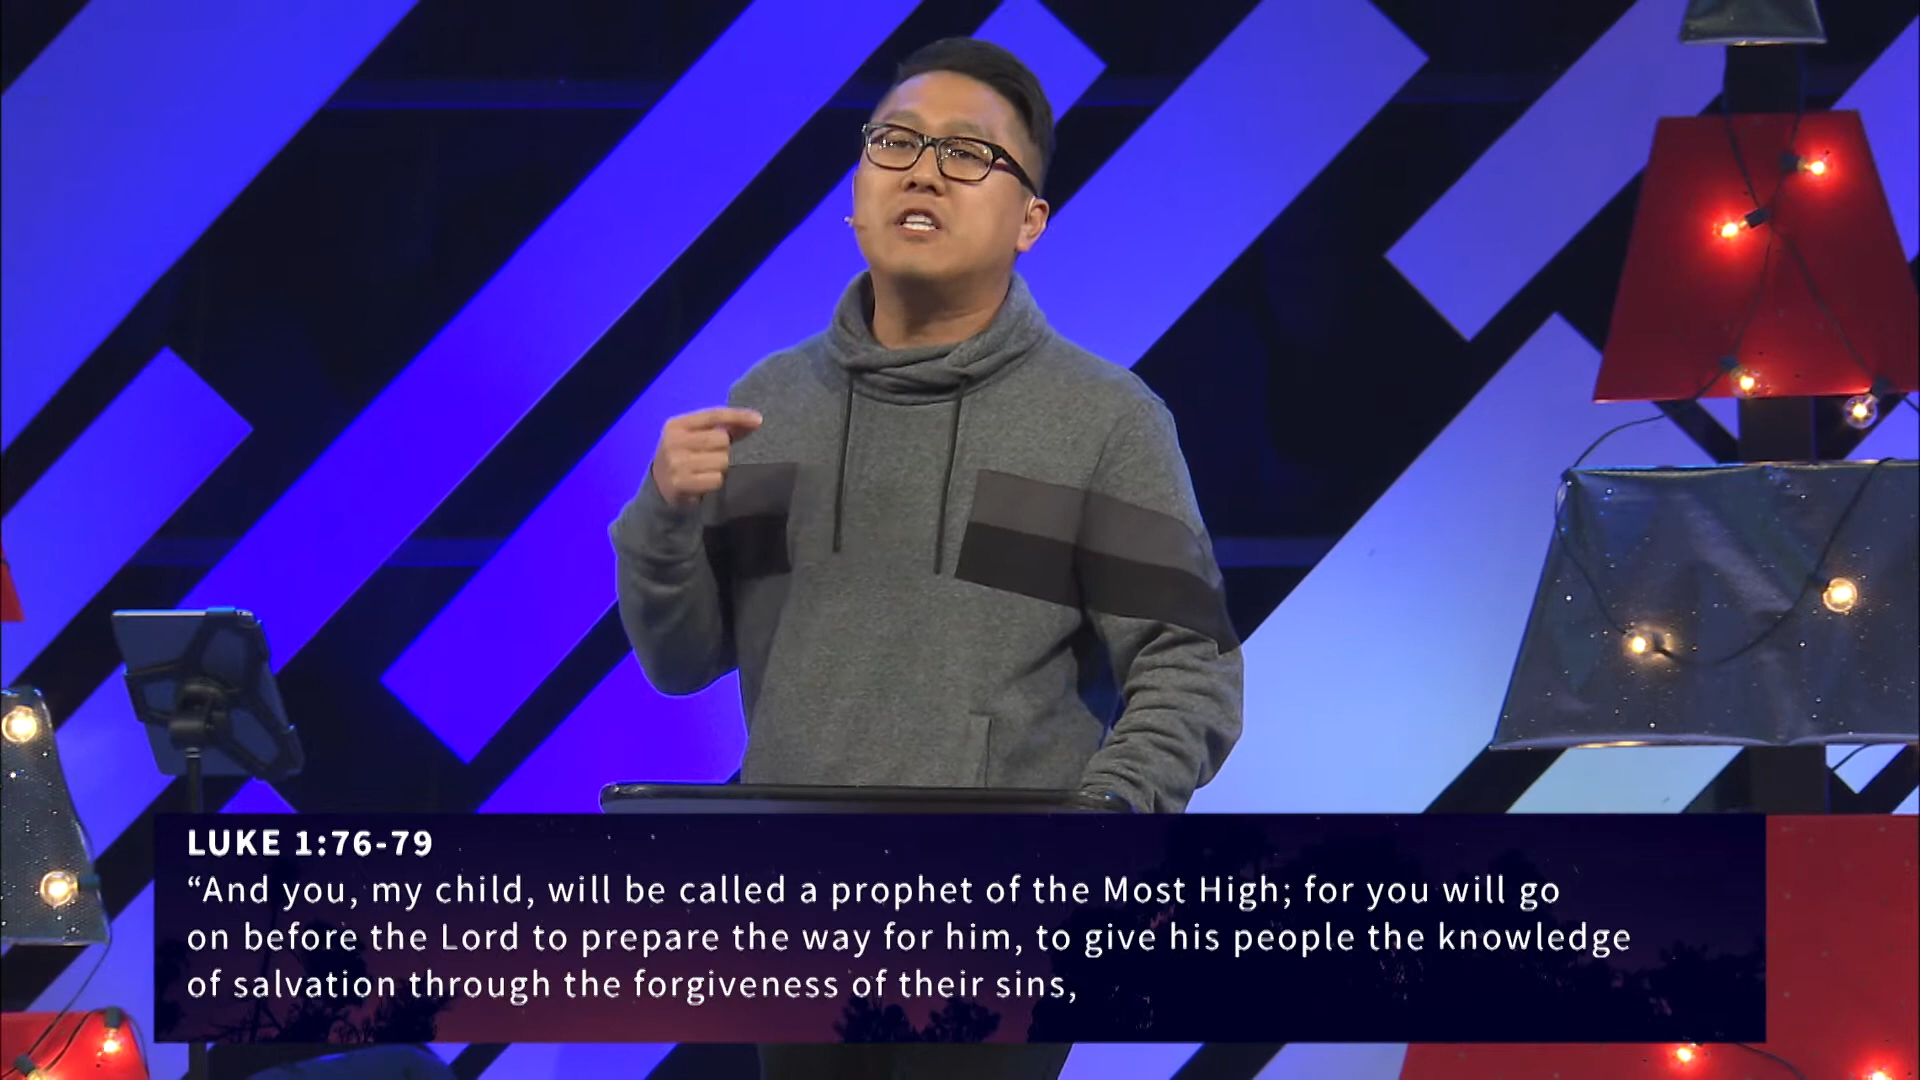 LUKE 1:76-79
“And you, my child, will be called a prophet of the Most High; for you will go
on before the Lord to prepare the way for him, to give his people the knowledge
of salvation through the forgiveness of their sins,